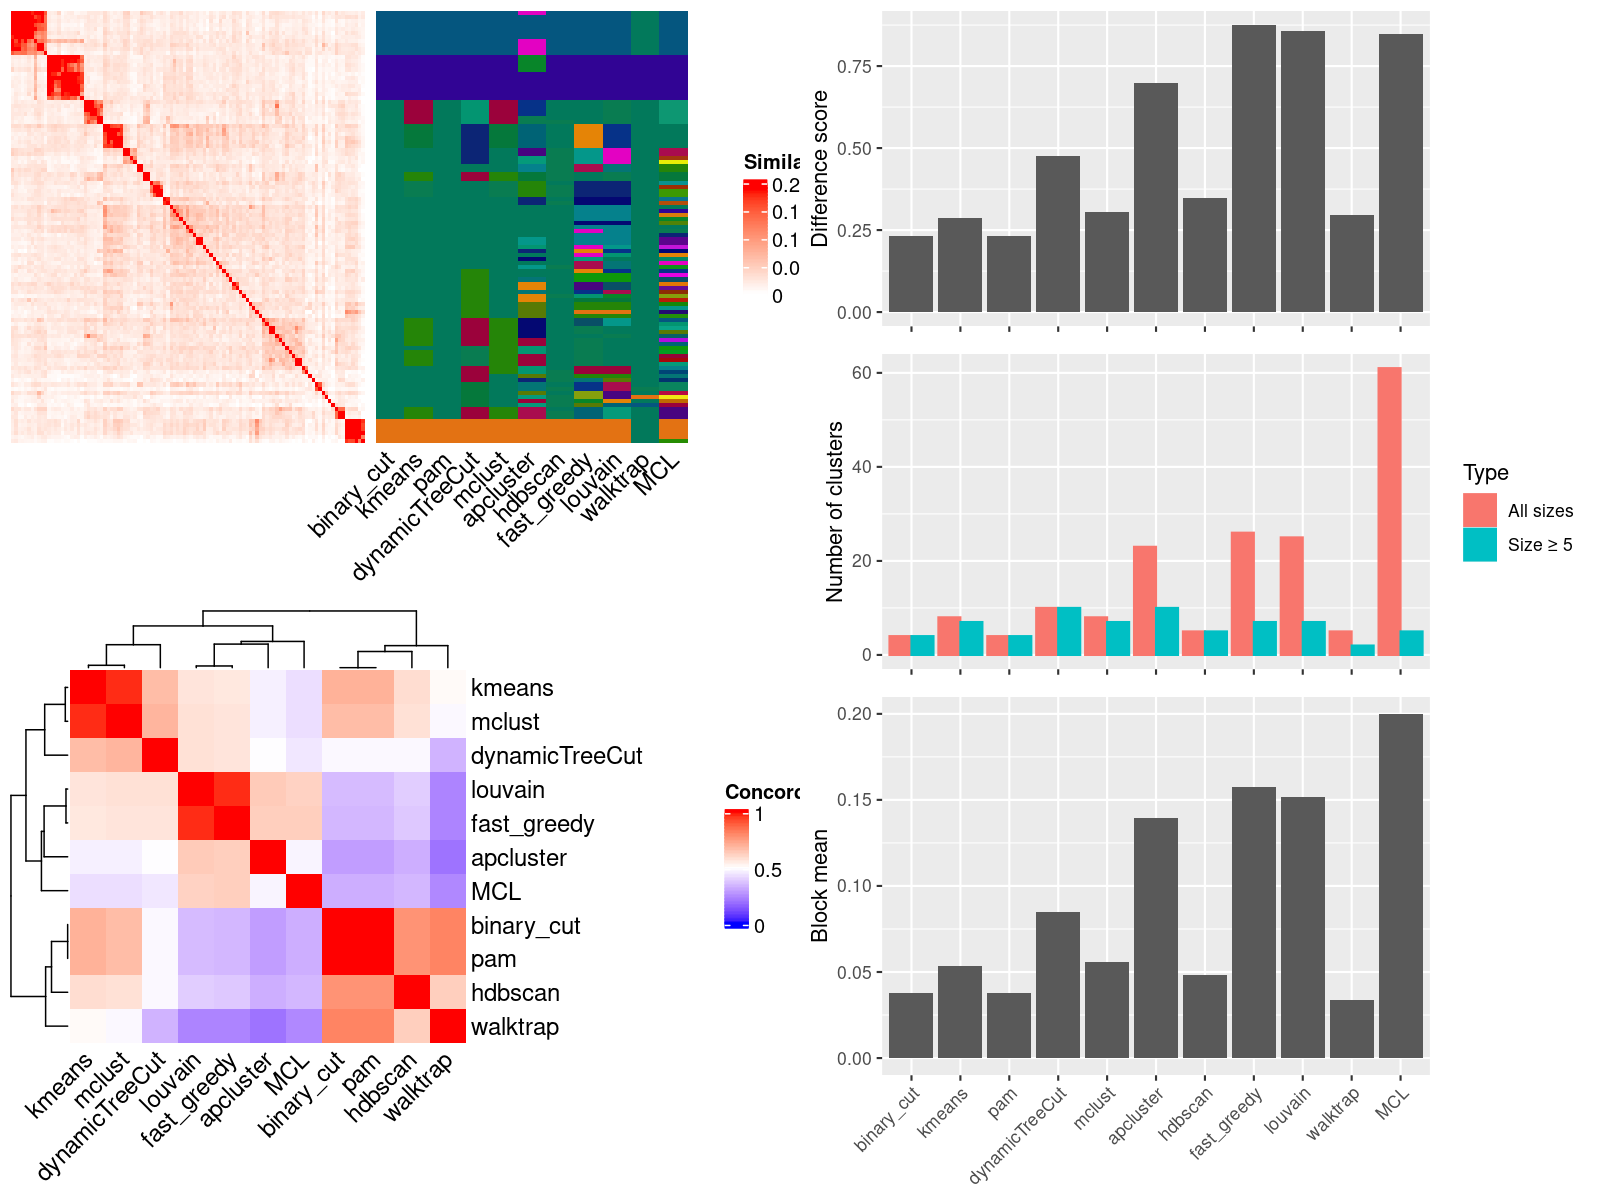 Simila
0.2
0.1
0.1
0.0
0
binary_cut
kmeans
pam
dynamicTreeCut
mclust
apcluster
hdbscan
fast_greedy
louvain
walktrap
MCL
kmeans
mclust
dynamicTreeCut
louvain
fast_greedy
apcluster
MCL
binary_cut
pam
hdbscan
walktrap
kmeans
mclust
dynamicTreeCut
louvain
fast_greedy
apcluster
MCL
binary_cut
pam
hdbscan
walktrap
Concord
1
0.5
0
Difference score
0.75
0.50
0.25
0.00
Number of clusters
60
40
20
0
Type
All sizes
Size ≥ 5
Block mean
0.20
0.15
0.10
0.05
0.00
binary_cut
kmeans
pam
dynamicTreeCut
mclust
apcluster
hdbscan
fast_greedy
louvain
walktrap
MCL